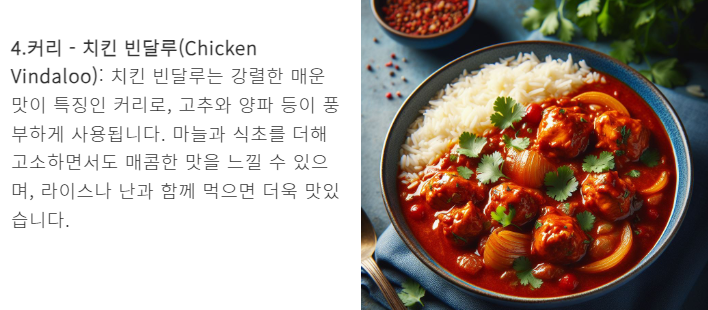 4.커리 - 치킨 빈달루(Chicken
Vindaloo): 치킨 빈달루는 강렬한 매운
맛이 특징인 커리로, 고추와 양파 등이 풍
부하게 사용됩니다. 마늘과 식초를 더해
고소하면서도 매콤한 맛을 느낄 수 있으
며, 라이스나 난과 함께 먹으면 더욱 맛있
습니다.